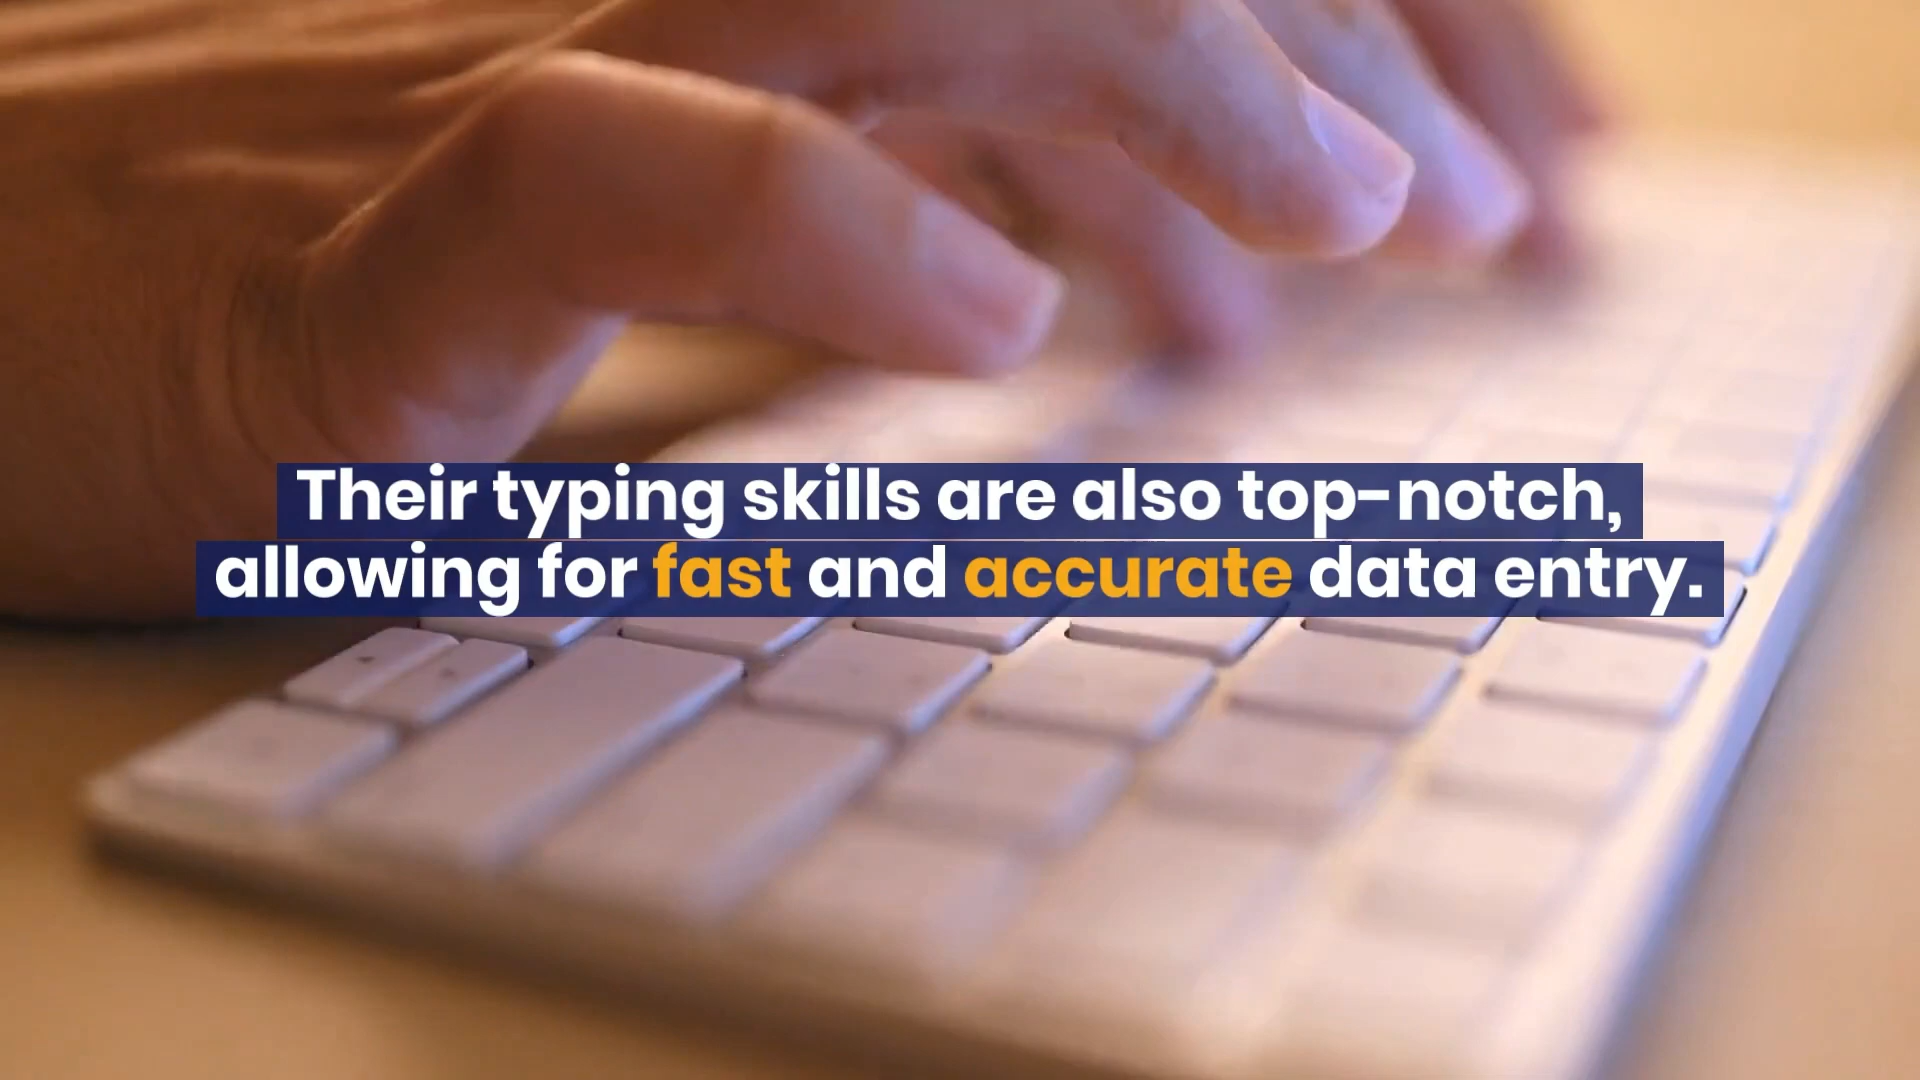 Their typing skills are also top-notch,
allowing for fast and accurate data entry.